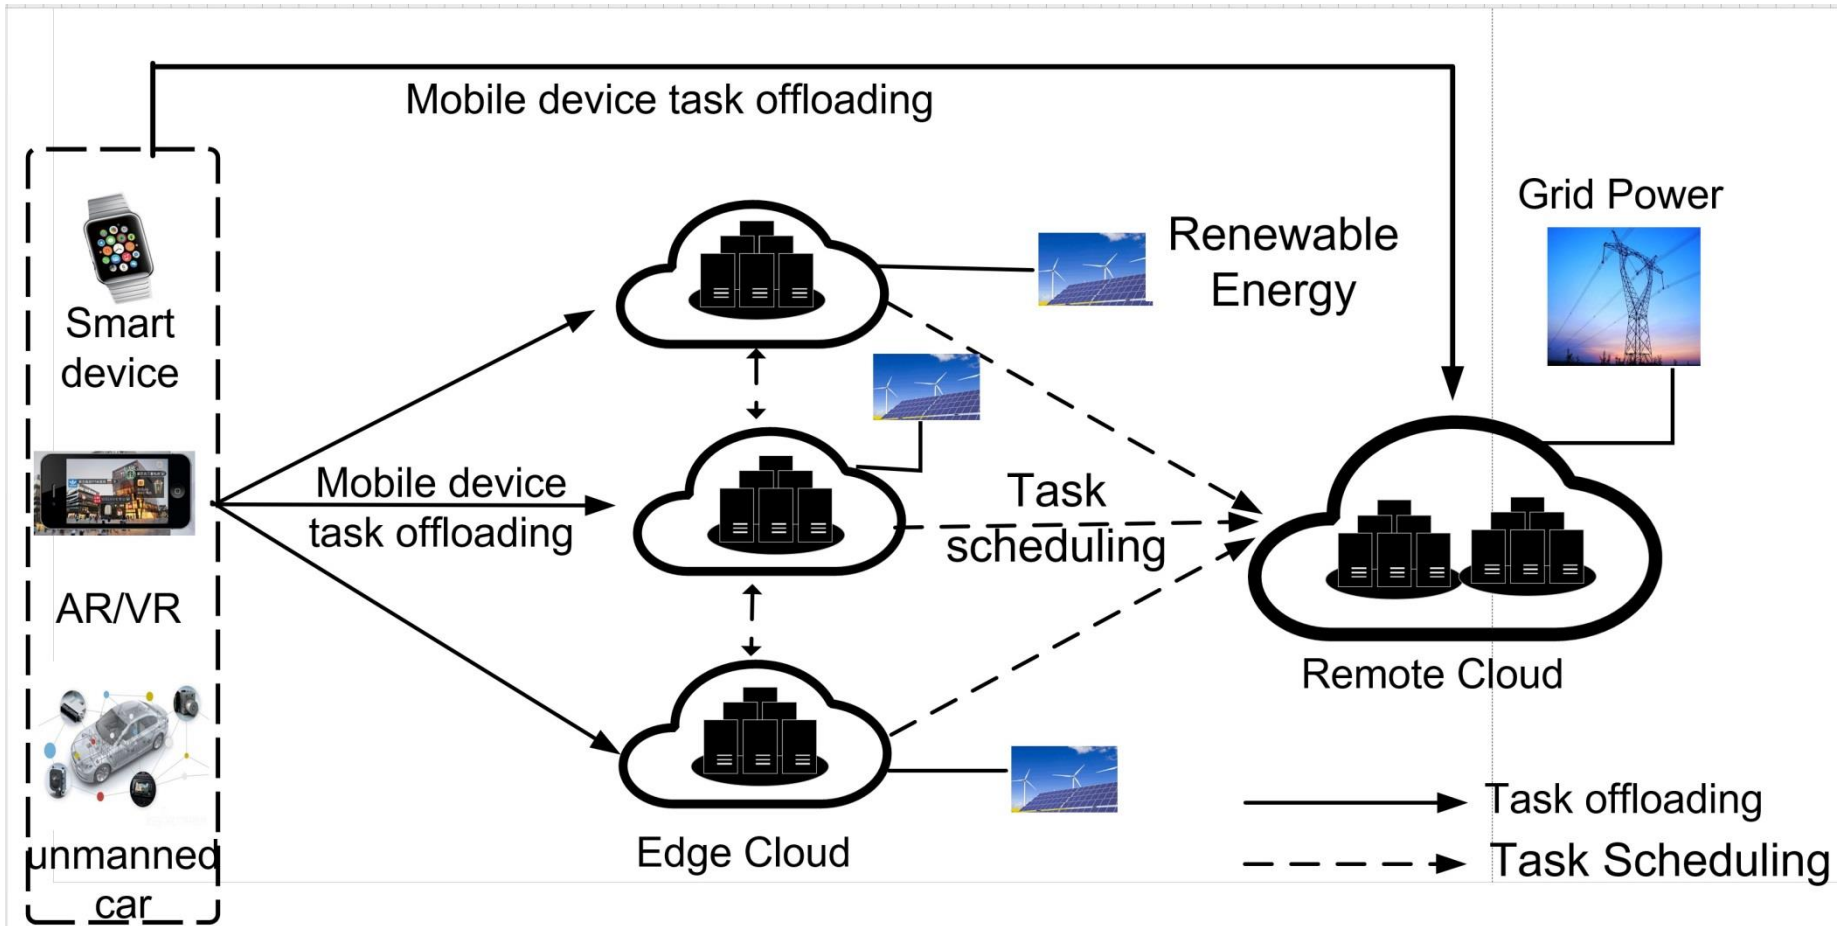 Mobile device task offloading
Grid Power
Renewable
Energy
Smart
device
Mobile device
task offloading
Task
scheduling
AR/VR
Remote Cloud
Edge Cloud
unmanned
car
Task offloading
Task Scheduling